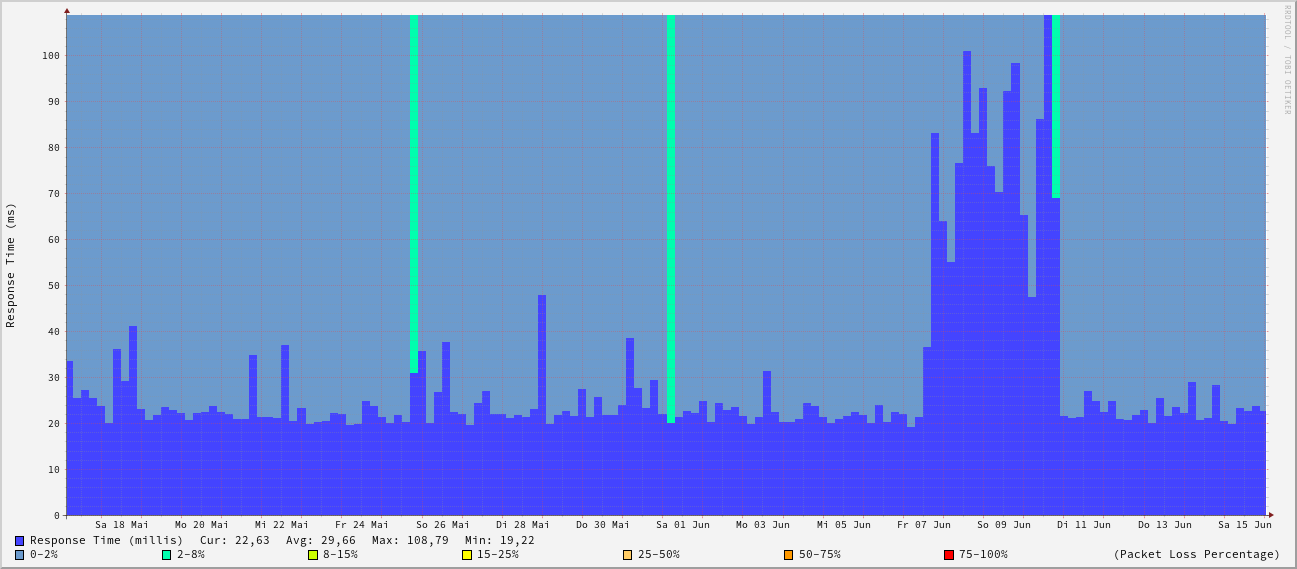 RRDTOOL / TOBI OETIKER
Response Time (ms)
100
90
80
70
60
50
40
30
20
10
0
Sa 18 Mai Mo 20 Mai Mi 22 Mai Fr 24 Mai So 26 Mai Di 28 Mai Do 30 Mai Sa 01 Jun Mo 03 Jun Mi 05 Jun Fr 07 Jun So 09 Jun Di 11 Jun Do 13 Jun Sa 15 Jun
Response Time (millis) Cur: 22,63 Avg: 29,66 Max: 108,79 Min: 19,22
0-2% 2-8% 8-15% 15-25% 25-50% 50-75% 75-100% (Packet Loss Percentage)